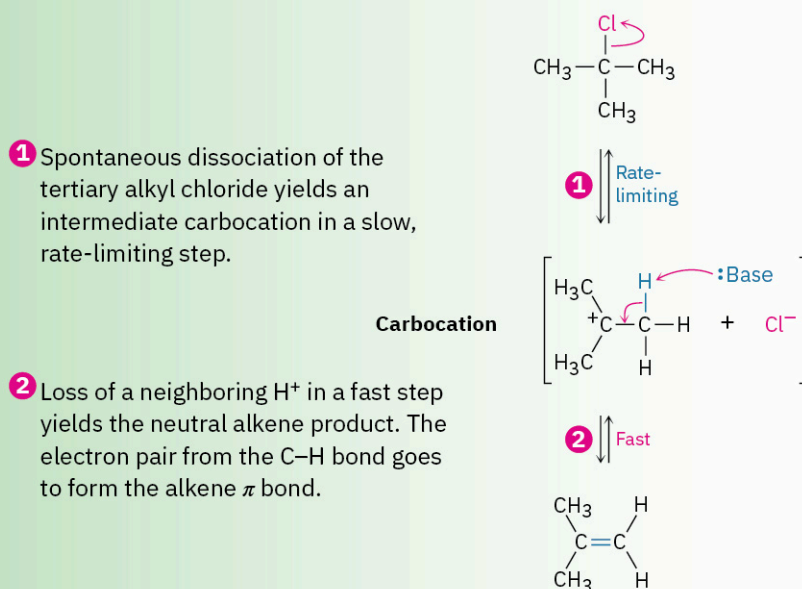 Cl
CH₃—C—CH₃
CH₃
1 Spontaneous dissociation of the
tertiary alkyl chloride yields an
intermediate carbocation in a slow,
rate-limiting step.
1 Rate-
limiting
H₃C H :Base
Carbocation +C—C—H + Cl⁻
H₃C H
2 Loss of a neighboring H⁺ in a fast step
yields the neutral alkene product. The
electron pair from the C–H bond goes
to form the alkene π bond.
2 Fast
CH₃ H
C=C
CH₃ H